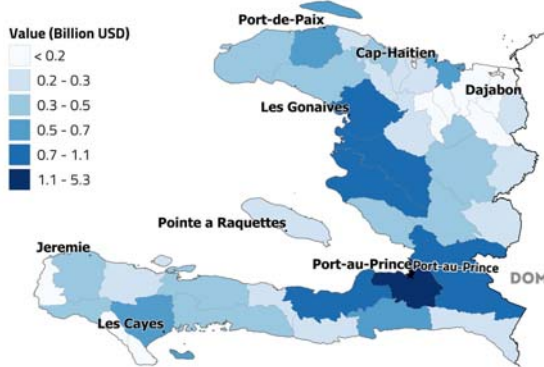 Port-de-Paix
Value (Billion USD)
< 0.2
0.2 - 0.3
0.3 - 0.5
0.5 - 0.7
0.7 - 1.1
1.1 - 5.3
Cap-Haitien
Dajabon
Les Gonaives
Pointe a Raquettes
Jeremie
Port-au-Prince
Port-au-Prince
DOM
Les Cayes